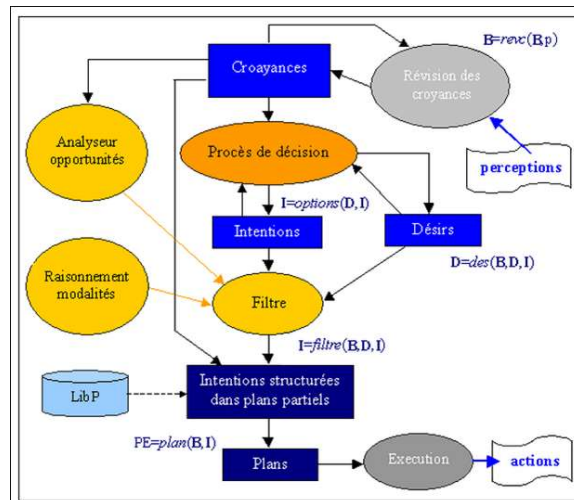 B=revc(B,p)
Croayances
Révision des
croyances
Analyseur
opportunités
Procès de décision
perceptions
I=options(D, I)
Intentions
Désirs
D=des(B,D, I)
Raisonnement
modalités
Filtre
I=filtre(B,D, I)
Intentions structurées
dans plans partiels
LibP
PE=plan(B,I)
Plans
Execution
actions